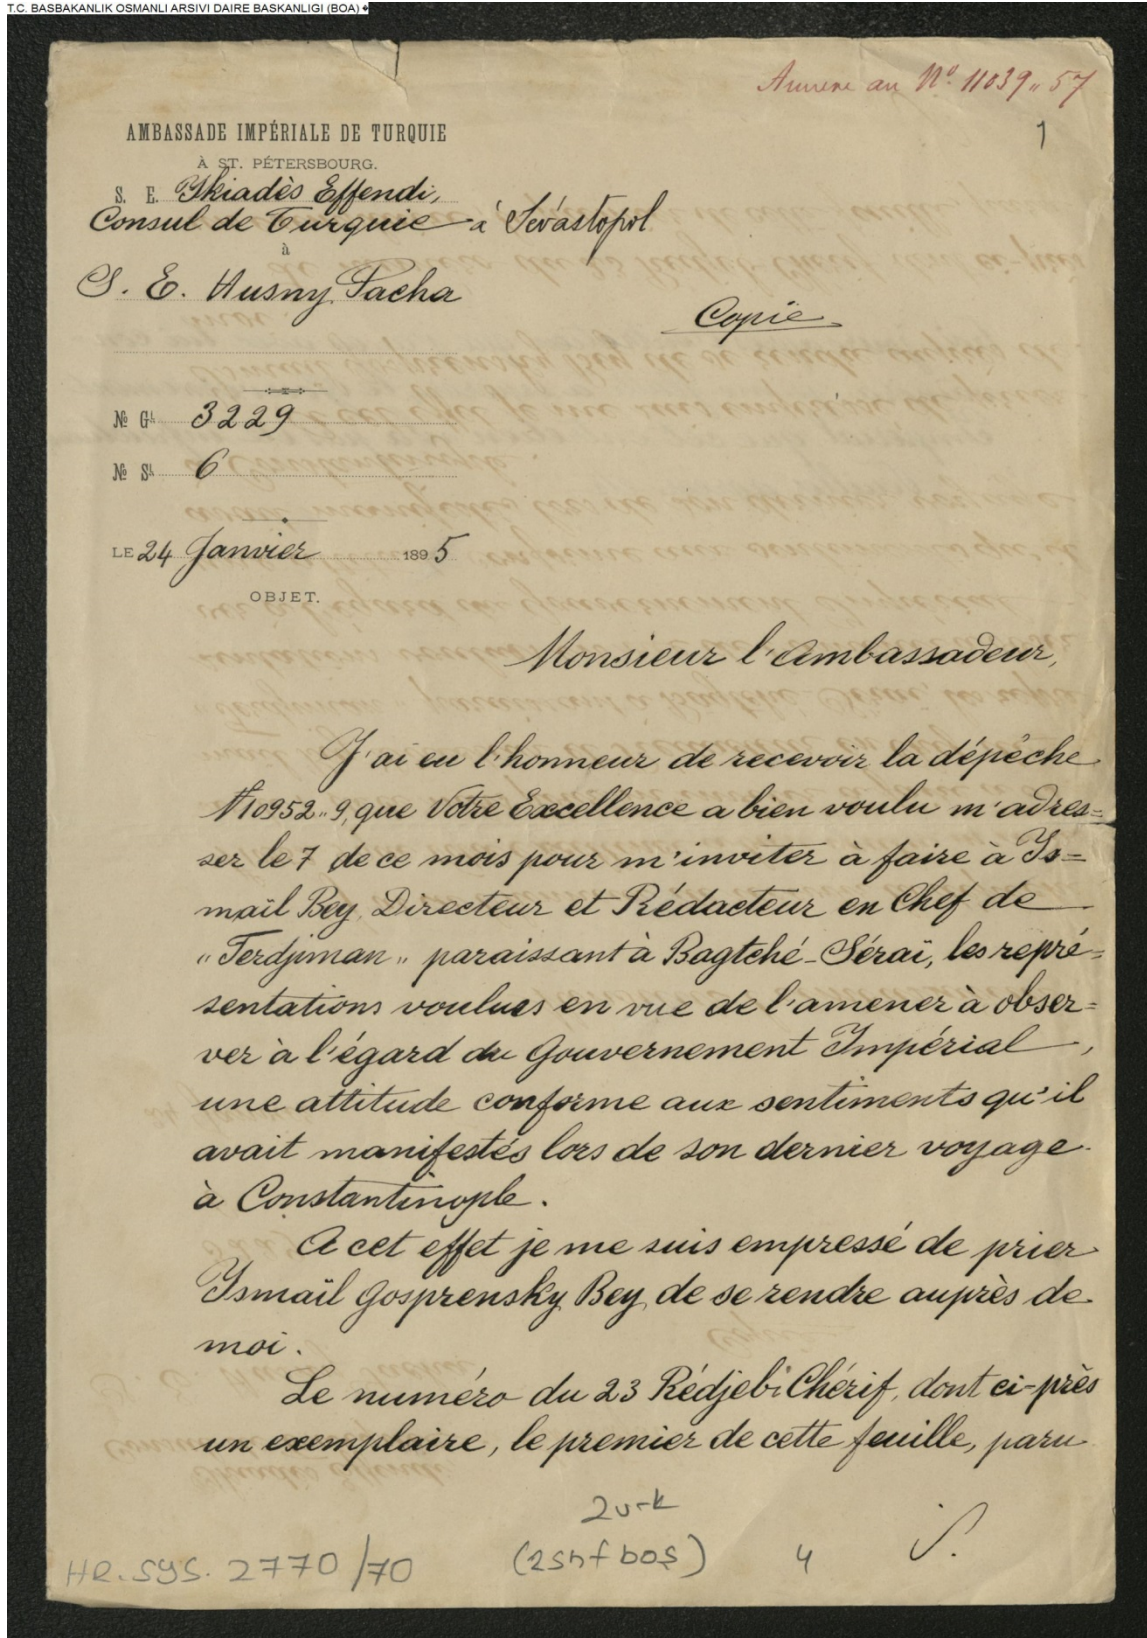 T.C. BASBAKANLIK OSMANLI ARSIVI DAIRE BASKANLIGI (BOA)
Annexe au Nº 11039„57
1
AMBASSADE IMPÉRIALE DE TURQUIE
À ST. PÉTERSBOURG.
S. E. Skiadès Effendi,
Consul de Turquie à Sévastopol
à
S. E. Husny Pacha
Copie
№ Gl. 3229
№ Sl. 6
LE 24 Janvier 1895
OBJET.
Monsieur l'Ambassadeur,
J'ai eu l'honneur de recevoir la dépêche
N10952„9, que Votre Excellence a bien voulu m'adres=
ser le 7 de ce mois pour m'inviter à faire à Is=
maïl Bey, Directeur et Rédacteur en Chef de
„Terdjiman„ paraissant à Bagtché-Séraï, les repré=
sentations voulues en vue de l'amener à obser=
ver à l'égard du Gouvernement Impérial,
une attitude conforme aux sentiments qu'il
avait manifestés lors de son dernier voyage
à Constantinople.
A cet effet je me suis empressé de prier
Ismaïl Gosprensky Bey, de se rendre auprès de
moi.
Le numéro du 23 Rédjebi Chérif, dont ci-près
un exemplaire, le premier de cette feuille, paru
2 vrk
(2shf boş)
4
S.
HR. SYS. 2770/70